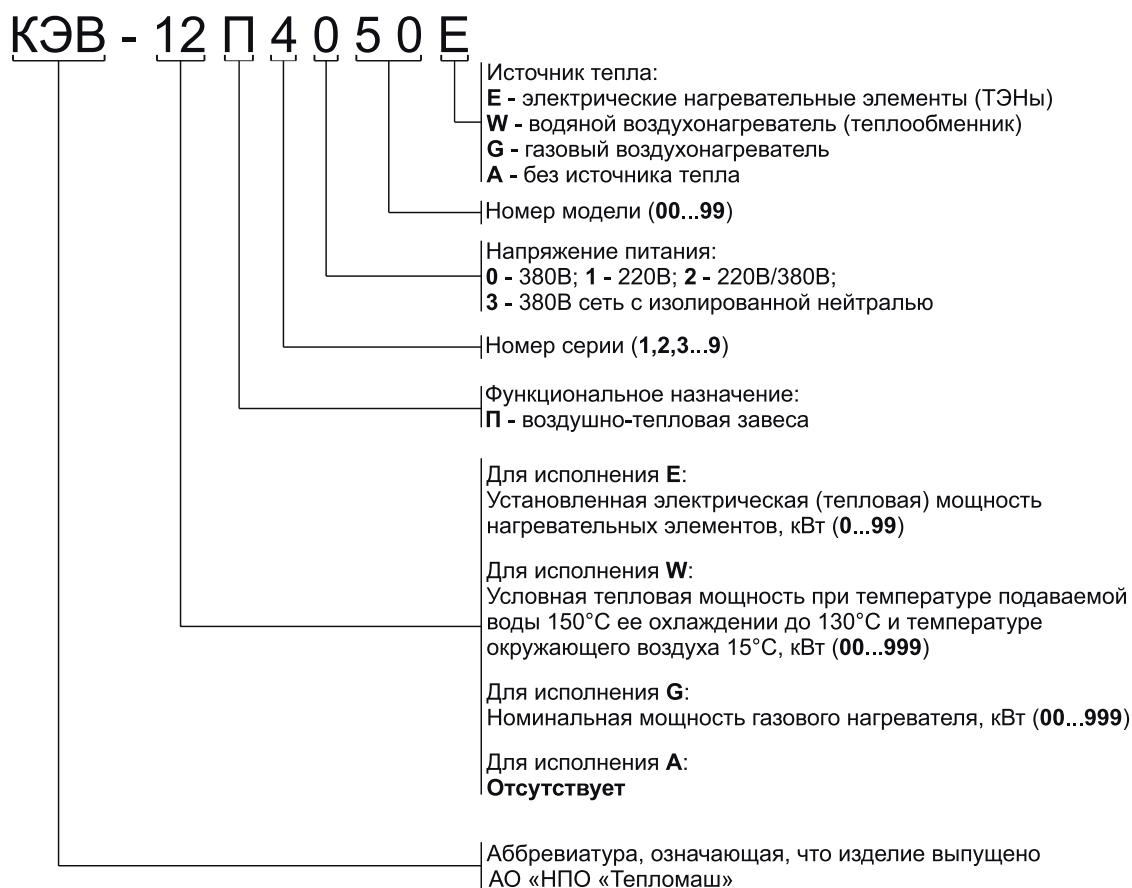 КЭВ - 12 П 4 0 5 0 Е
Источник тепла:
Е - электрические нагревательные элементы (ТЭНы)
W - водяной воздухонагреватель (теплообменник)
G - газовый воздухонагреватель
А - без источника тепла
Номер модели (00...99)
Напряжение питания:
0 - 380В; 1 - 220В; 2 - 220В/380В;
3 - 380В сеть с изолированной нейтралью
Номер серии (1,2,3...9)
Функциональное назначение:
П - воздушно-тепловая завеса
Для исполнения Е:
Установленная электрическая (тепловая) мощность
нагревательных элементов, кВт (0...99)
Для исполнения W:
Условная тепловая мощность при температуре подаваемой
воды 150°С ее охлаждении до 130°С и температуре
окружающего воздуха 15°С, кВт (00...999)
Для исполнения G:
Номинальная мощность газового нагревателя, кВт (00...999)
Для исполнения А:
Отсутствует
Аббревиатура, означающая, что изделие выпущено
АО «НПО «Тепломаш»